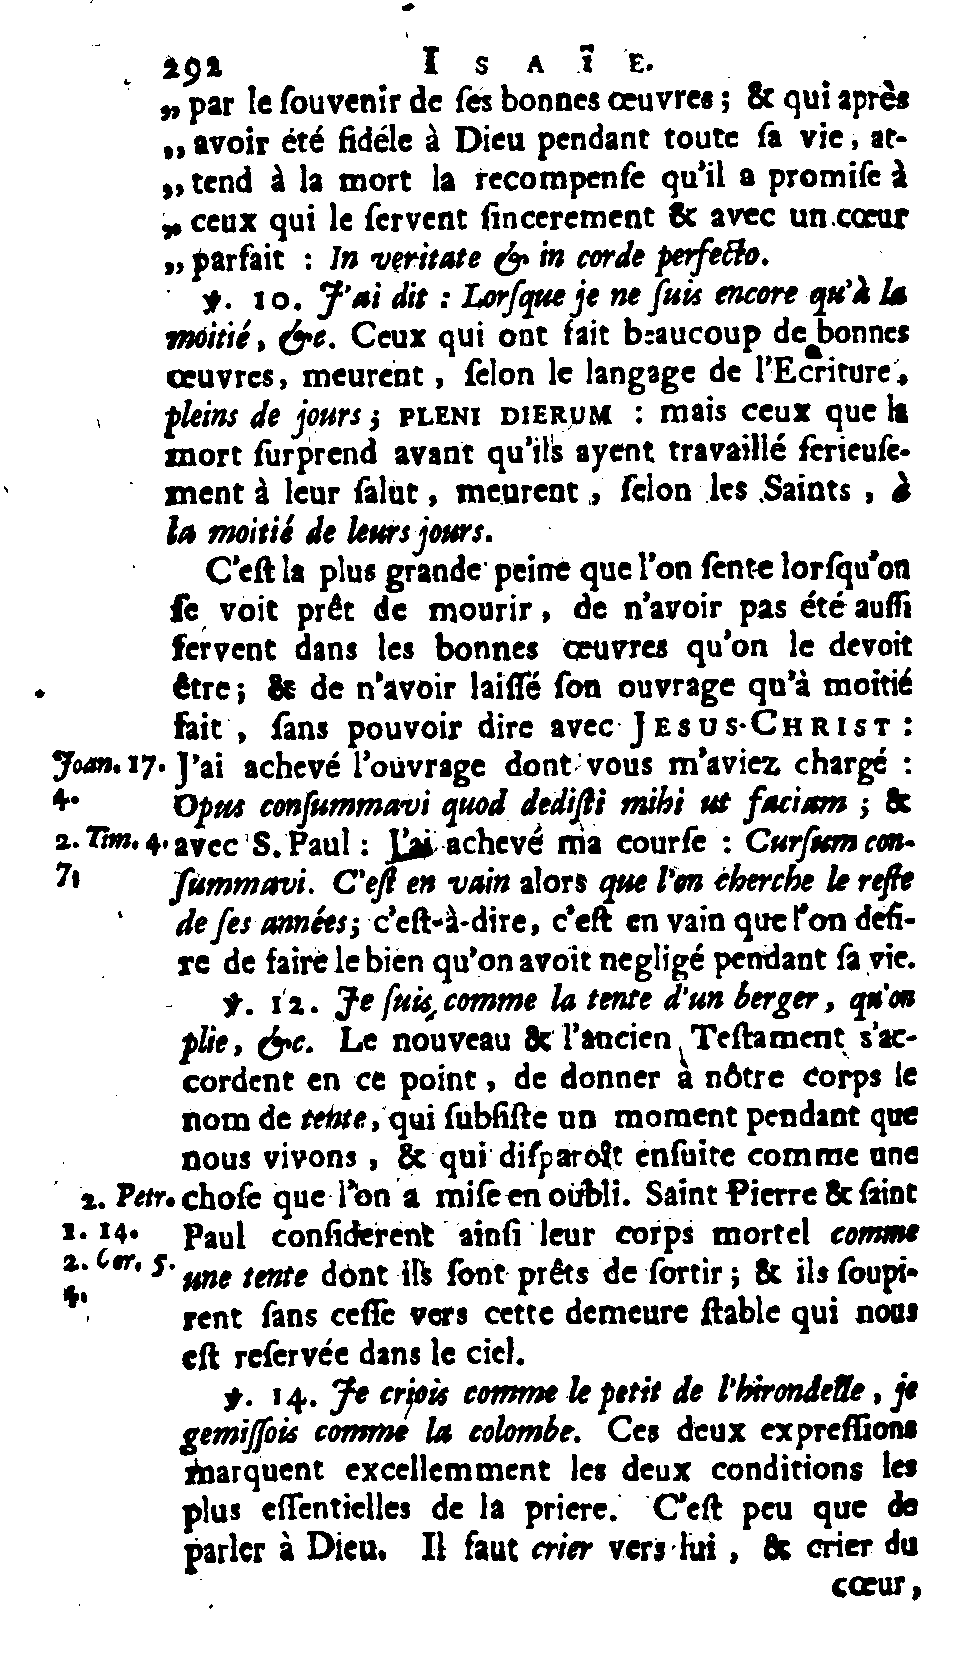 292 ISAÏE.
„ par le ſouvenir de ſes bonnes œuvres ; & qui après
„ avoir été fidéle à Dieu pendant toute ſa vie, at-
„ tend à la mort la recompenſe qu'il a promiſe à
„ ceux qui le ſervent ſincerement & avec un cœur
„ parfait : In veritate & in corde perfecto.
℣. 10. J'ai dit : Lorſque je ne ſuis encore qu'à la
moitié, &c. Ceux qui ont fait beaucoup de bonnes
œuvres, meurent, ſelon le langage de l'Ecriture,
pleins de jours ; PLENI DIERUM : mais ceux que la
mort ſurprend avant qu'ils ayent travaillé ſerieuſe-
ment à leur ſalut, meurent, ſelon les Saints, à
la moitié de leurs jours.
C'eſt la plus grande peine que l'on ſente lorſqu'on
ſe voit prêt de mourir, de n'avoir pas été auſſi
fervent dans les bonnes œuvres qu'on le devoit
être ; & de n'avoir laiſſé ſon ouvrage qu'à moitié
fait, ſans pouvoir dire avec JESUS-CHRIST :
Joan. 17. J'ai achevé l'ouvrage dont vous m'aviez chargé :
4. Opus conſummavi quod dediſti mihi ut faciam ; &
2. Tim. 4. avec S. Paul : J'ai achevé ma courſe : Curſum con-
7. ſummavi. C'eſt en vain alors que l'on cherche le reſte
de ſes années ; c'eſt-à-dire, c'eſt en vain que l'on deſi-
re de faire le bien qu'on avoit negligé pendant ſa vie.
℣. 12. Je ſuis comme la tente d'un berger, qu'on
plie, &c. Le nouveau & l'ancien Teſtament s'ac-
cordent en ce point, de donner à nôtre corps le
nom de tente, qui ſubſiſte un moment pendant que
nous vivons, & qui diſparoît enſuite comme une
2. Petr. choſe que l'on a miſe en oubli. Saint Pierre & ſaint
1. 14. Paul conſiderent ainſi leur corps mortel comme
2. Cor. 5. une tente dont ils ſont prêts de ſortir ; & ils ſoupi-
4. rent ſans ceſſe vers cette demeure ſtable qui nous
eſt reſervée dans le ciel.
℣. 14. Je criois comme le petit de l'hirondelle, je
gemiſſois comme la colombe. Ces deux expreſſions
marquent excellemment les deux conditions les
plus eſſentielles de la priere. C'eſt peu que de
parler à Dieu. Il faut crier vers lui, & crier du
cœur,